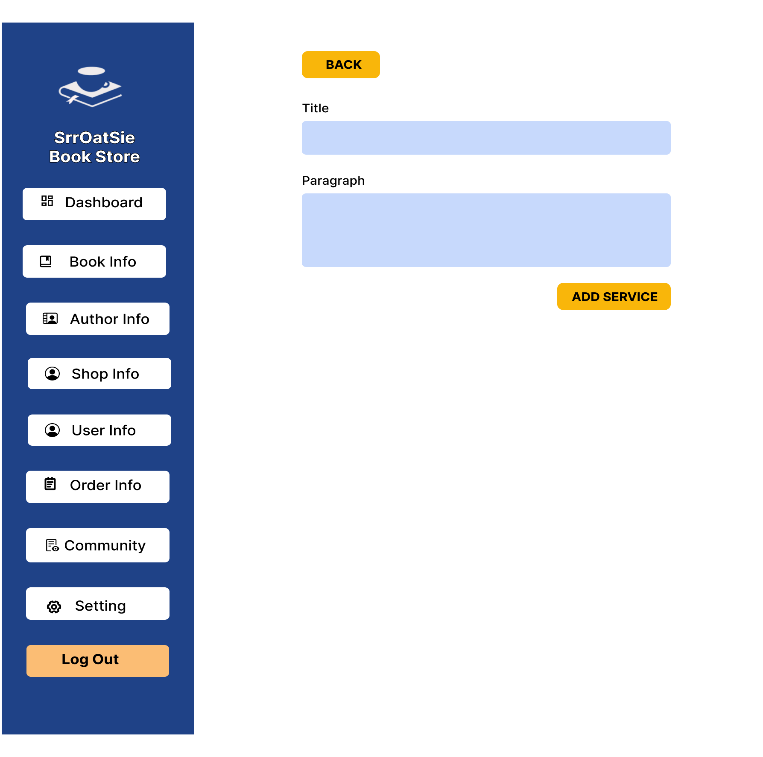 SrrOatSie
Book Store
Dashboard
Book Info
Author Info
Shop Info
User Info
Order Info
Community
Setting
Log Out
BACK
Title
Paragraph
ADD SERVICE